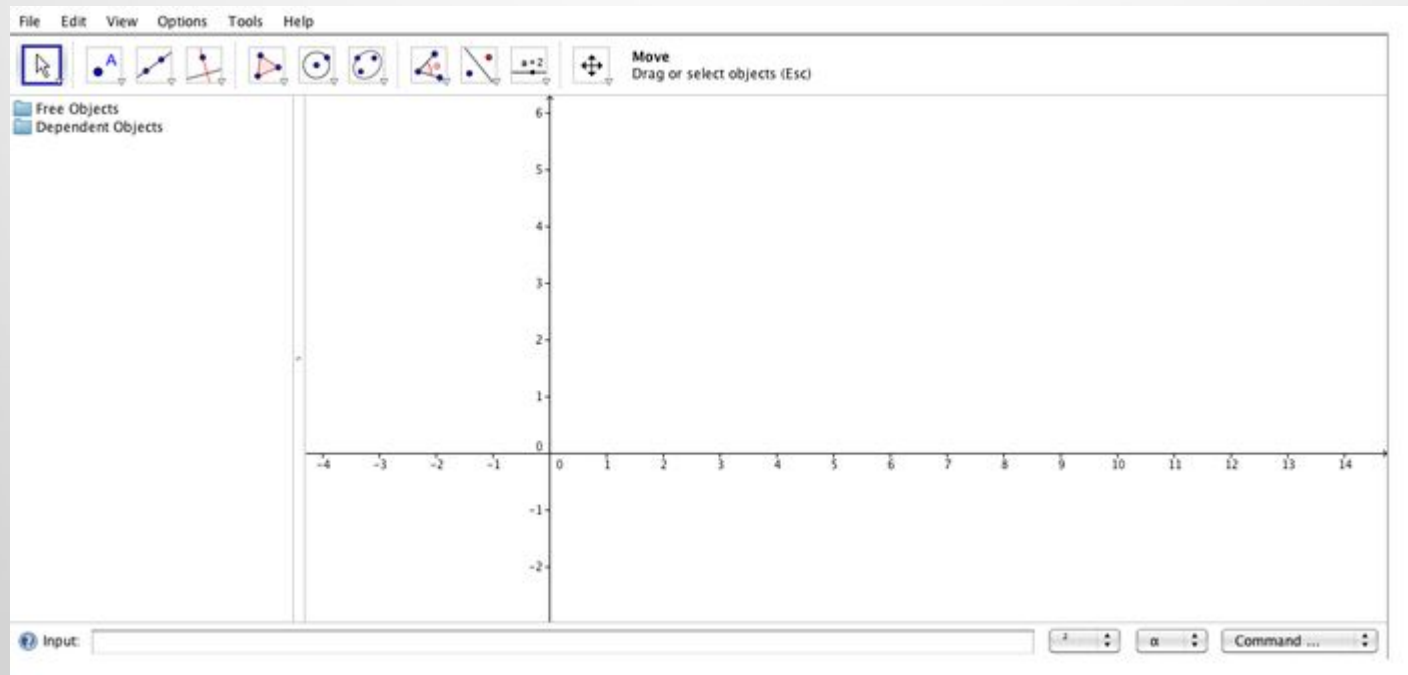 File Edit View Options Tools Help
A
a=2
Move
Drag or select objects (Esc)
Free Objects
Dependent Objects
6
5
4
3
2
1
0
-4 -3 -2 -1 0 1 2 3 4 5 6 7 8 9 10 11 12 13 14
-1
-2
Input: ² α Command ...